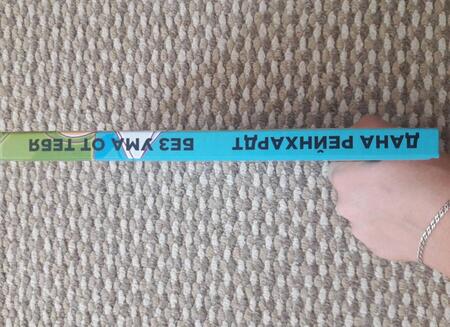 ДАНА РЕЙНХАРДТ БЕЗ УМА ОТ ТЕБЯ